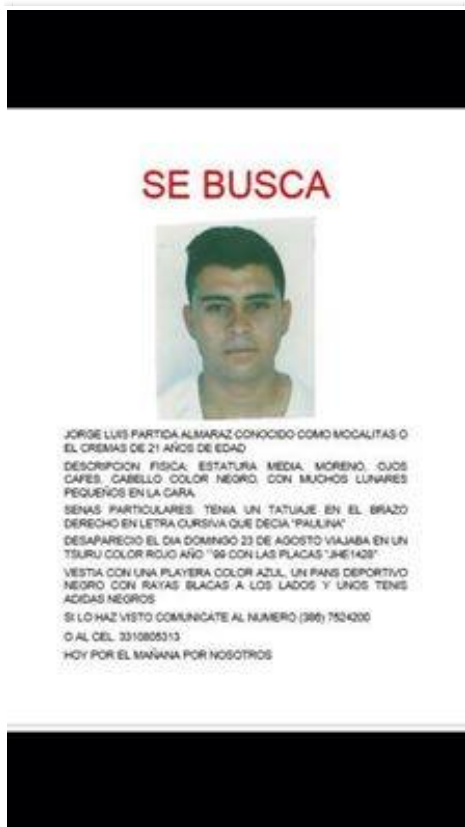 SE BUSCA
JORGE LUIS PARTIDA ALMARAZ CONOCIDO COMO MOCALITAS O
EL CREMAS DE 21 AÑOS DE EDAD
DESCRIPCION FISICA: ESTATURA MEDIA, MORENO, OJOS
CAFES, CABELLO COLOR NEGRO, CON MUCHOS LUNARES
PEQUEÑOS EN LA CARA.
SENAS PARTICULARES: TENIA UN TATUAJE EN EL BRAZO
DERECHO EN LETRA CURSIVA QUE DECIA "PAULINA"
DESAPARECIO EL DIA DOMINGO 23 DE AGOSTO VIAJABA EN UN
TSURU COLOR ROJO AÑO "99 CON LAS PLACAS "JHE1428"
VESTIA CON UNA PLAYERA COLOR AZUL, UN PANS DEPORTIVO
NEGRO CON RAYAS BLACAS A LOS LADOS Y UNOS TENIS
ADIDAS NEGROS
SI LO HAZ VISTO COMUNICATE AL NUMERO (386) 7524200
O AL CEL. 3310805313
HOY POR EL MAÑANA POR NOSOTROS